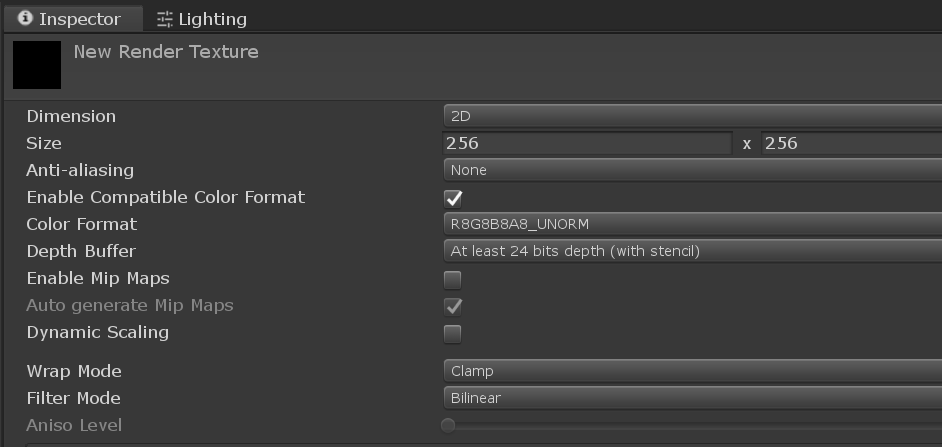 Inspector Lighting
New Render Texture
Dimension 2D
Size 256 x 256
Anti-aliasing None
Enable Compatible Color Format
Color Format R8G8B8A8_UNORM
Depth Buffer At least 24 bits depth (with stencil)
Enable Mip Maps
Auto generate Mip Maps
Dynamic Scaling
Wrap Mode Clamp
Filter Mode Bilinear
Aniso Level